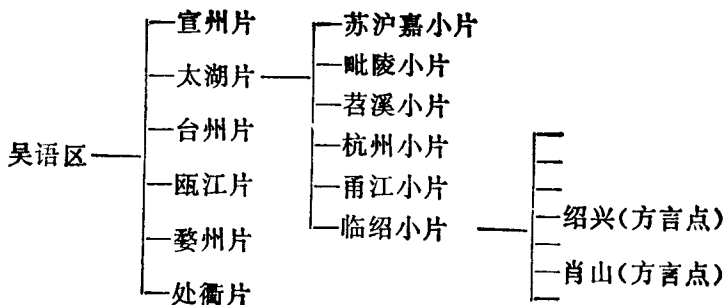 宣州片
太湖片
台州片
吴语区
瓯江片
婺州片
处衢片
苏沪嘉小片
毗陵小片
苕溪小片
杭州小片
甬江小片
临绍小片
绍兴(方言点)
肖山(方言点)